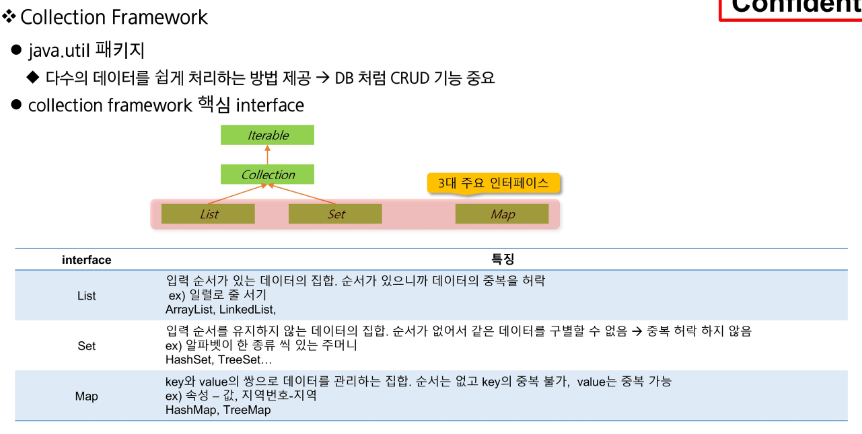 Confident
❖ Collection Framework
● java.util 패키지
◆ 다수의 데이터를 쉽게 처리하는 방법 제공 → DB 처럼 CRUD 기능 중요
● collection framework 핵심 interface
Iterable
Collection
3대 주요 인터페이스
List Set Map
interface 특징
List
입력 순서가 있는 데이터의 집합. 순서가 있으니까 데이터의 중복을 허락
ex) 일렬로 줄 서기
ArrayList, LinkedList,
Set
입력 순서를 유지하지 않는 데이터의 집합. 순서가 없어서 같은 데이터를 구별할 수 없음 → 중복 허락 하지 않음
ex) 알파벳이 한 종류 씩 있는 주머니
HashSet, TreeSet…
Map
key와 value의 쌍으로 데이터를 관리하는 집합. 순서는 없고 key의 중복 불가, value는 중복 가능
ex) 속성 – 값, 지역번호-지역
HashMap, TreeMap